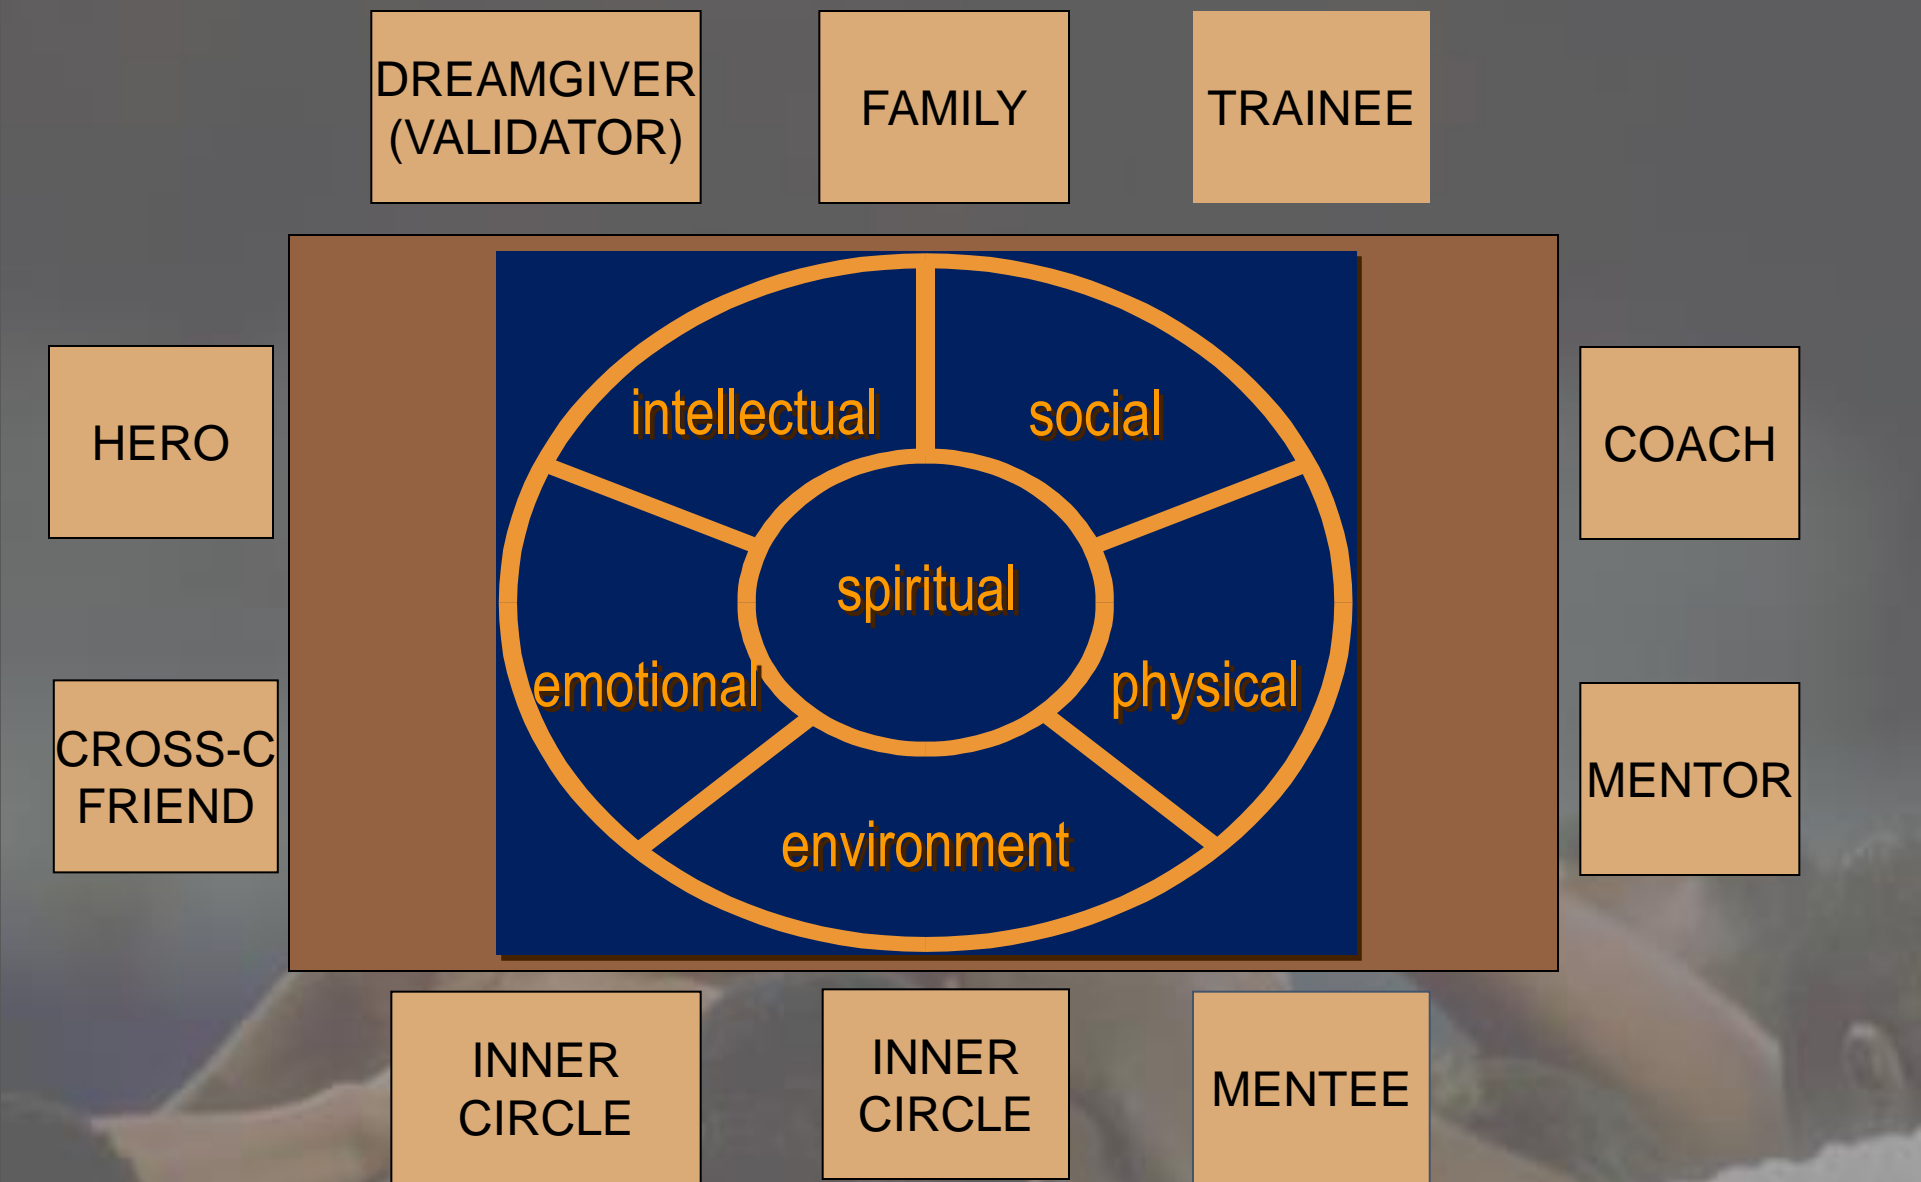 DREAMGIVER
(VALIDATOR)
FAMILY
TRAINEE
HERO
intellectual
social
COACH
spiritual
emotional
physical
CROSS-C
FRIEND
MENTOR
environment
INNER
CIRCLE
INNER
CIRCLE
MENTEE